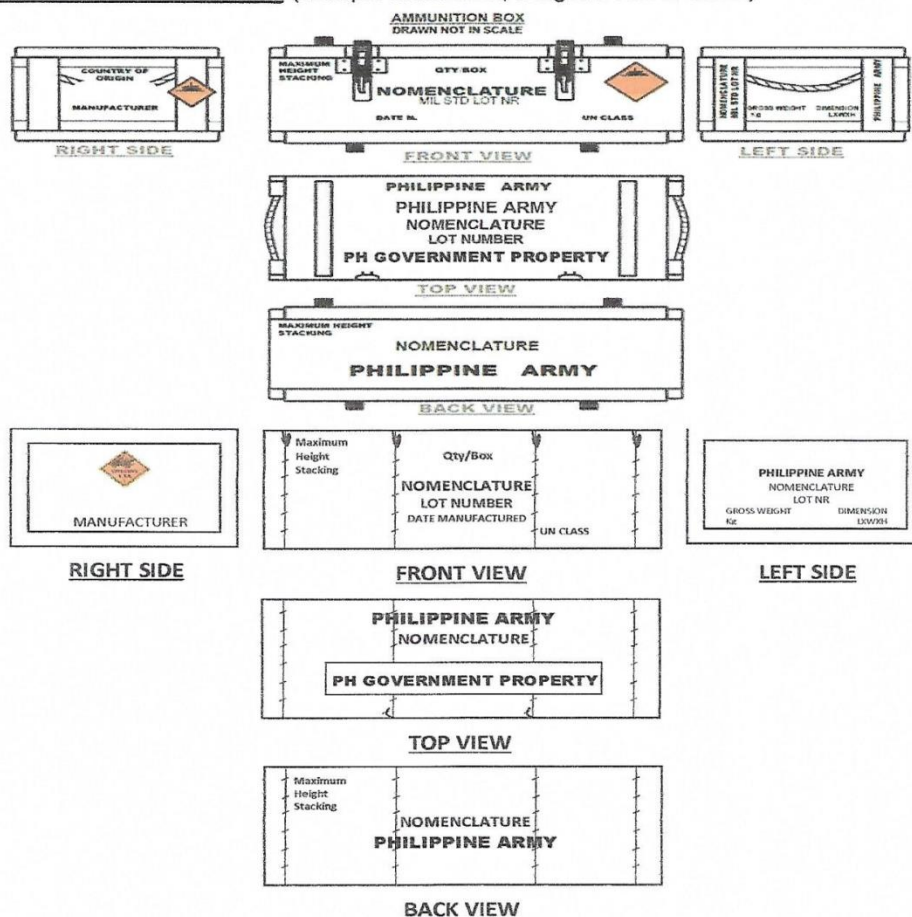 AMMUNITION BOX
DRAWN NOT IN SCALE
COUNTRY OF
ORIGIN
MANUFACTURER
RIGHT SIDE
MAXIMUM
HEIGHT
STACKING
QTY/BOX
NOMENCLATURE
MIL STD LOT NR
DATE M.
UN CLASS
FRONT VIEW
NOMENCLATURE
MIL STD LOT NR
GROSS WEIGHT
Kg
DIMENSION
LXWXH
PHILIPPINE ARMY
LEFT SIDE
PHILIPPINE ARMY
PHILIPPINE ARMY
NOMENCLATURE
LOT NUMBER
PH GOVERNMENT PROPERTY
TOP VIEW
MAXIMUM HEIGHT
STACKING
NOMENCLATURE
PHILIPPINE ARMY
BACK VIEW
MANUFACTURER
RIGHT SIDE
Maximum
Height
Stacking
Qty/Box
NOMENCLATURE
LOT NUMBER
DATE MANUFACTURED
UN CLASS
FRONT VIEW
PHILIPPINE ARMY
NOMENCLATURE
LOT NR
GROSS WEIGHT
Kg
DIMENSION
LXWXH
LEFT SIDE
PHILIPPINE ARMY
NOMENCLATURE
PH GOVERNMENT PROPERTY
TOP VIEW
Maximum
Height
Stacking
NOMENCLATURE
PHILIPPINE ARMY
BACK VIEW